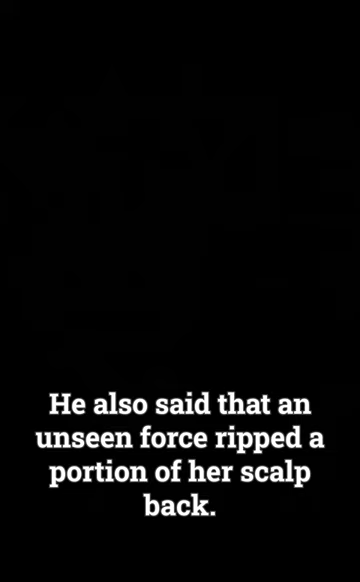 He also said that an
unseen force ripped a
portion of her scalp
back.